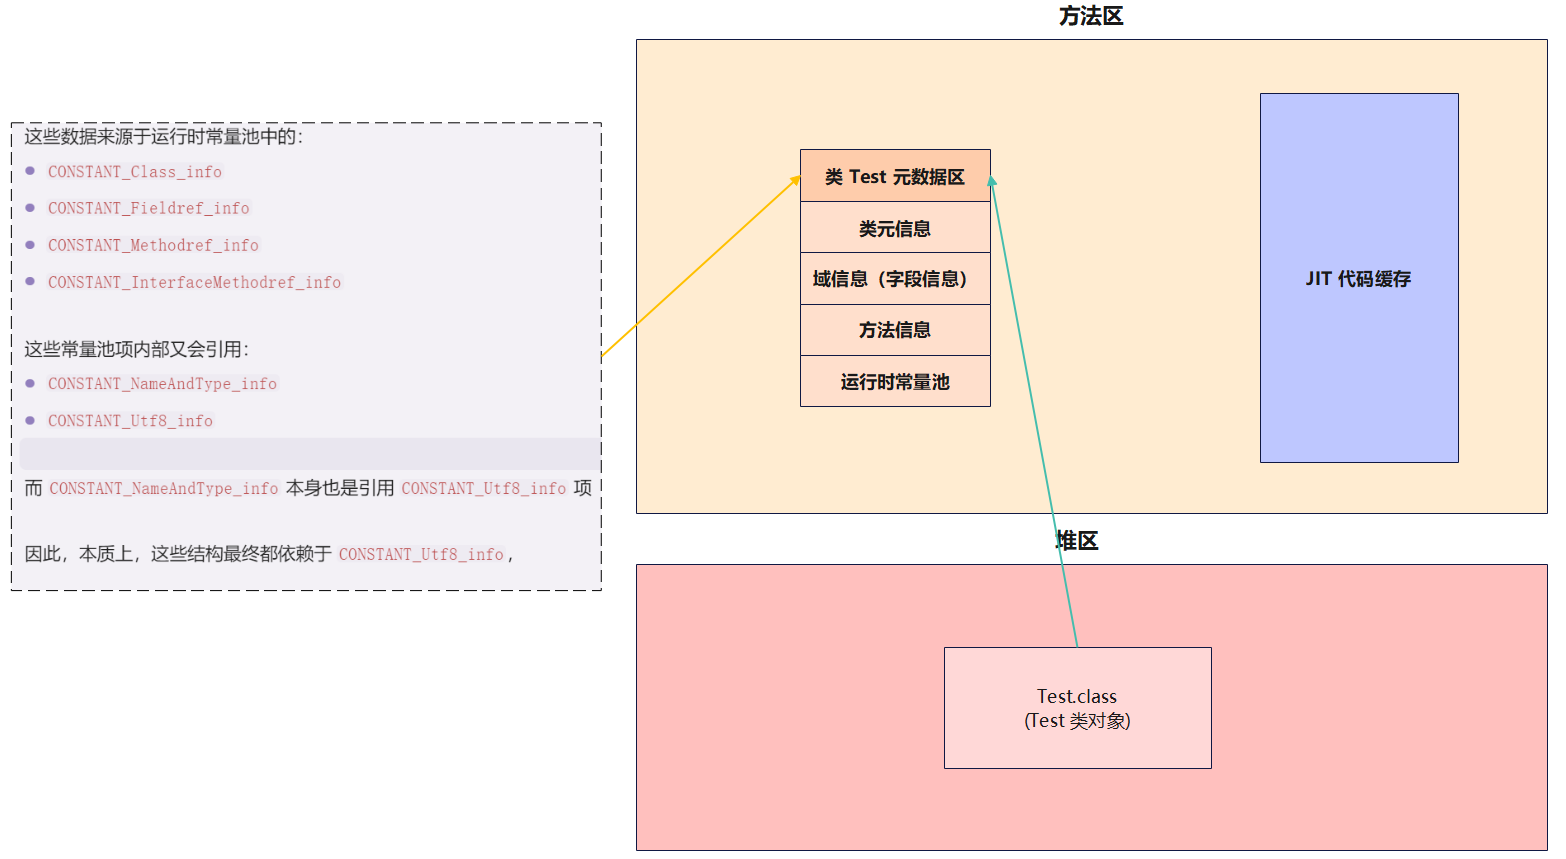 方法区
这些数据来源于运行时常量池中的：
CONSTANT_Class_info
CONSTANT_Fieldref_info
CONSTANT_Methodref_info
CONSTANT_InterfaceMethodref_info
这些常量池项内部又会引用：
CONSTANT_NameAndType_info
CONSTANT_Utf8_info
而 CONSTANT_NameAndType_info 本身也是引用 CONSTANT_Utf8_info 项
因此，本质上，这些结构最终都依赖于 CONSTANT_Utf8_info，
类 Test 元数据区
类元信息
域信息（字段信息）
方法信息
运行时常量池
JIT 代码缓存
堆区
Test.class
(Test 类对象)